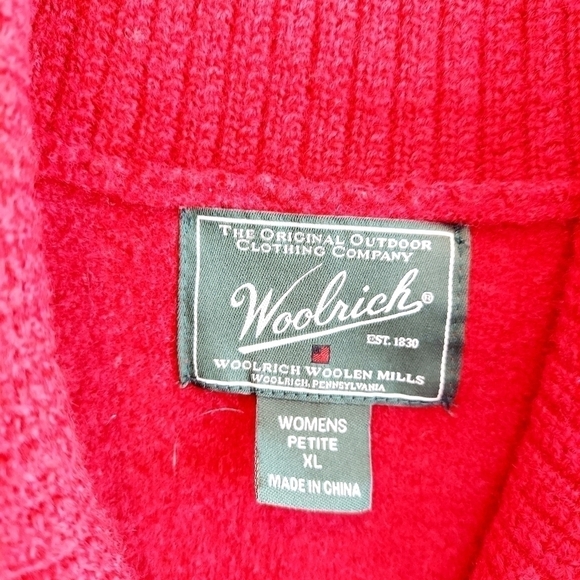 THE ORIGINAL OUTDOOR
CLOTHING COMPANY
Woolrich®
EST. 1830
WOOLRICH WOOLEN MILLS
WOOLRICH, PENNSYLVANIA
WOMENS
PETITE
XL
MADE IN CHINA